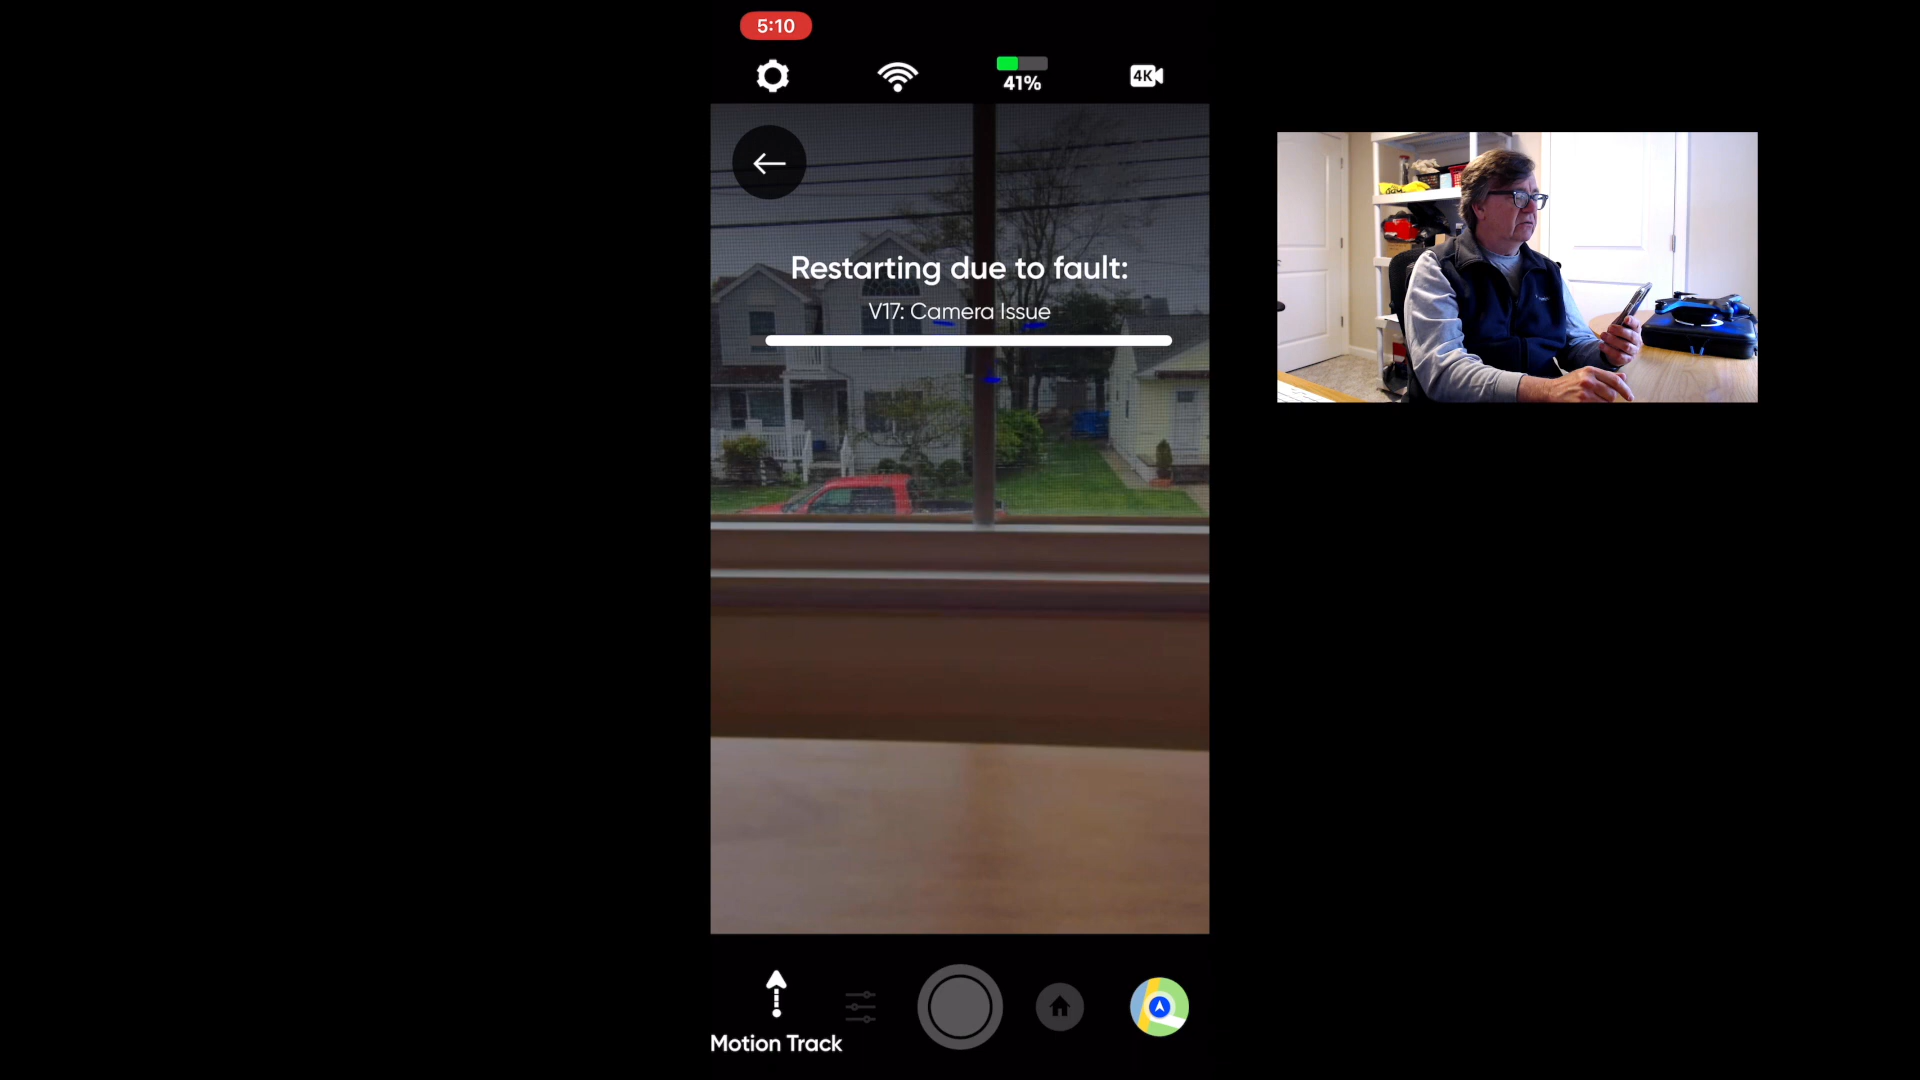 5:10
41%
4K
Restarting due to fault:
V17: Camera Issue
Motion Track